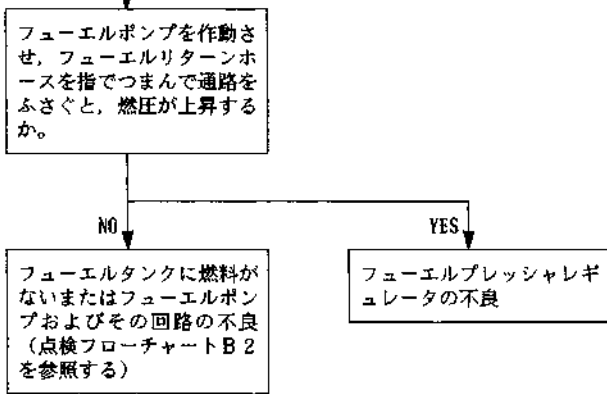 フューエルポンプを作動さ
せ，フューエルリターンホ
ースを指でつまんで通路を
ふさぐと，燃圧が上昇する
か。
NO
YES
フューエルタンクに燃料が
ないまたはフューエルポン
プおよびその回路の不良
（点検フローチャートB2
を参照する）
フューエルプレッシャレギ
ュレータの不良